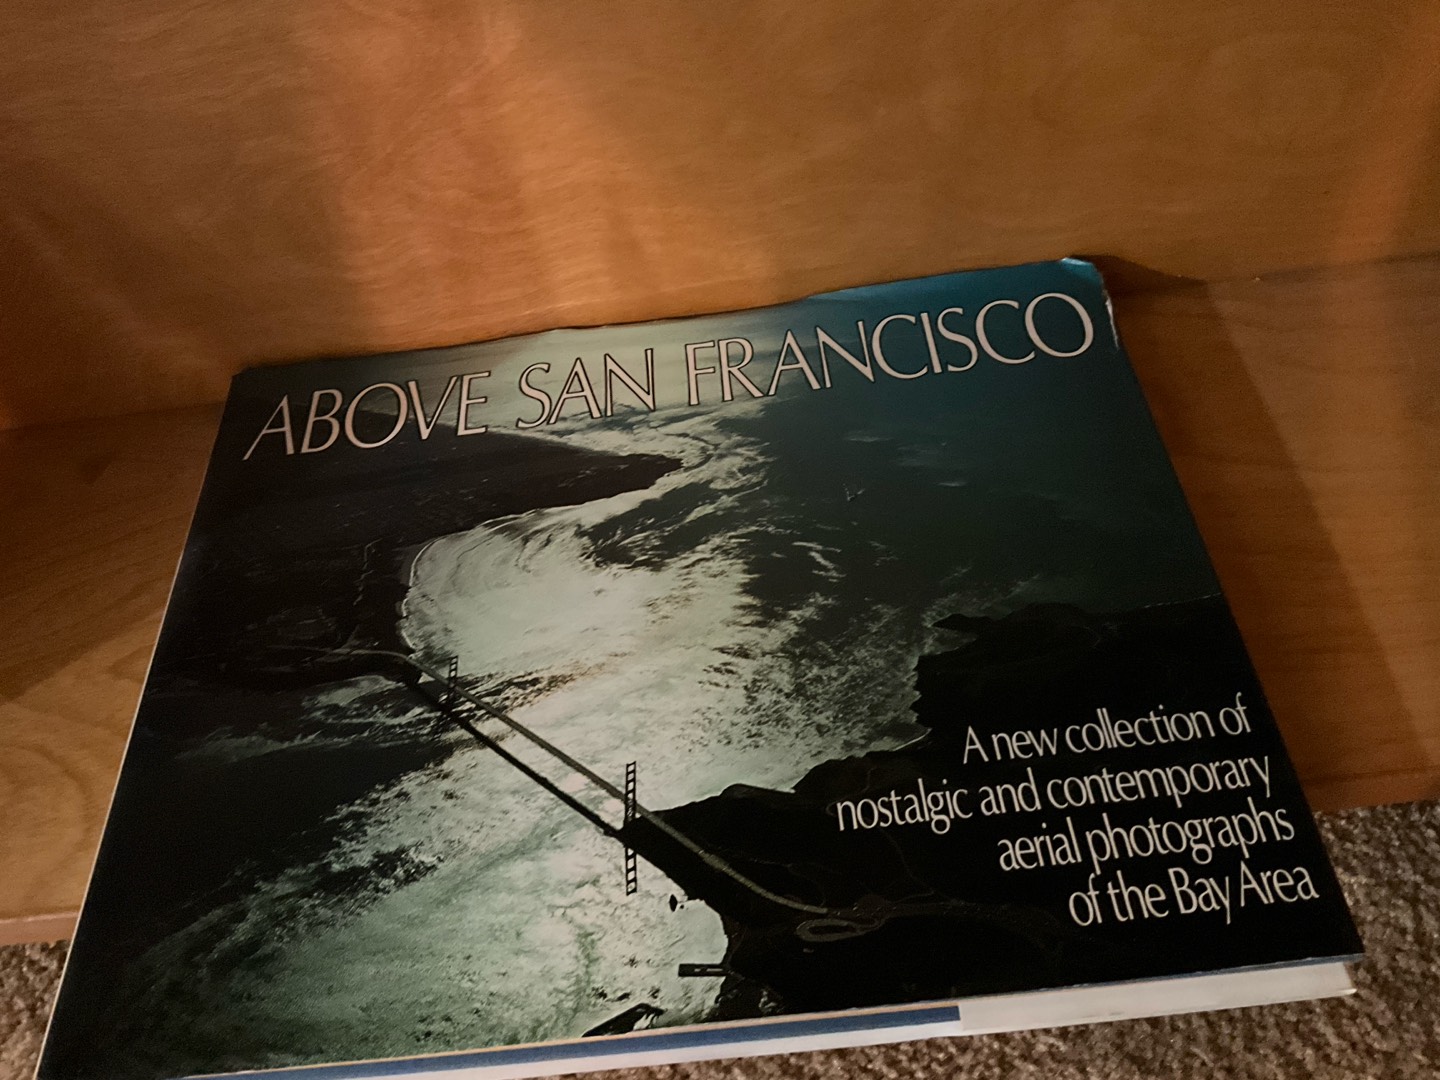 ABOVE SAN FRANCISCO
A new collection of
nostalgic and contemporary
aerial photographs
of the Bay Area